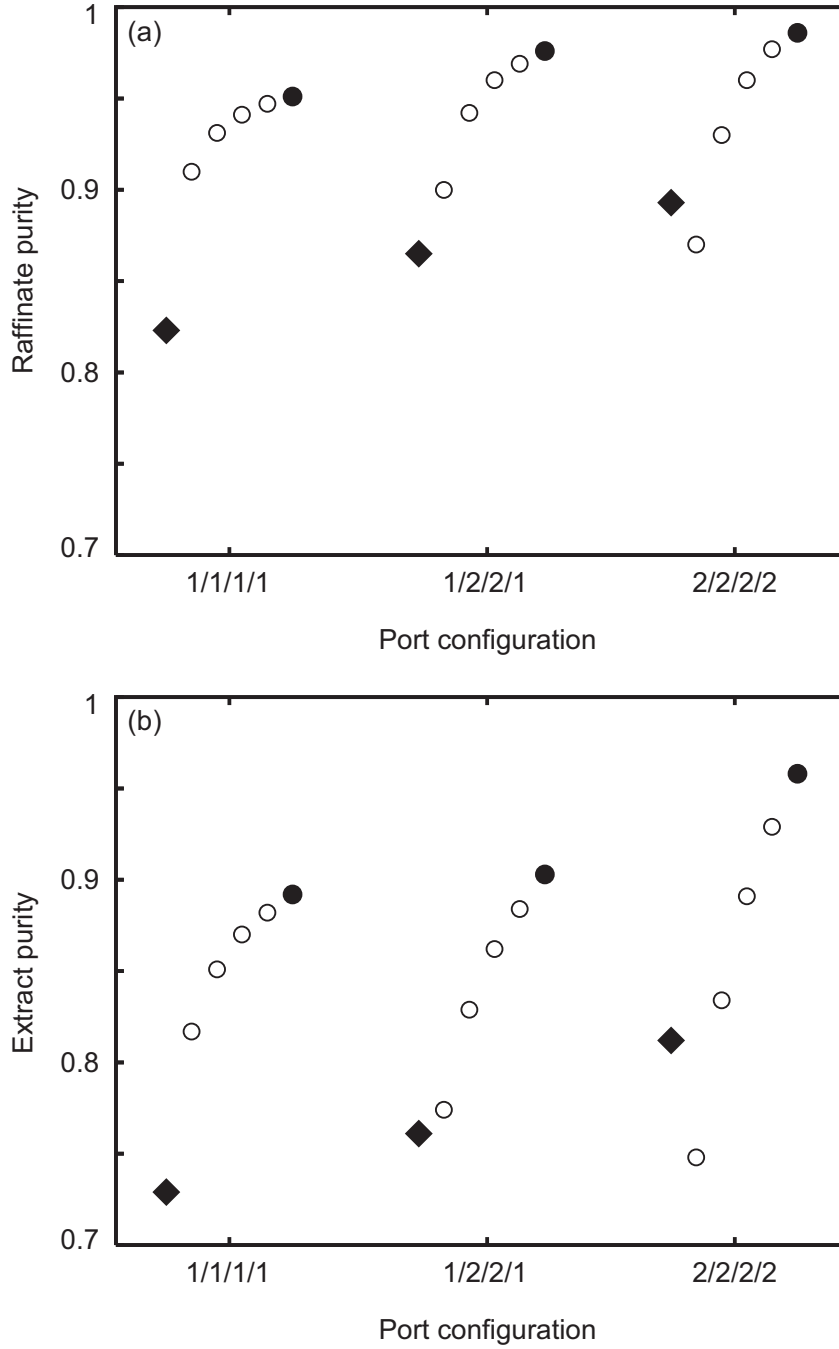 1
(a)
0.9
Raffinate purity
0.8
0.7
1/1/1/1 1/2/2/1 2/2/2/2
Port configuration
1
(b)
0.9
Extract purity
0.8
0.7
1/1/1/1 1/2/2/1 2/2/2/2
Port configuration